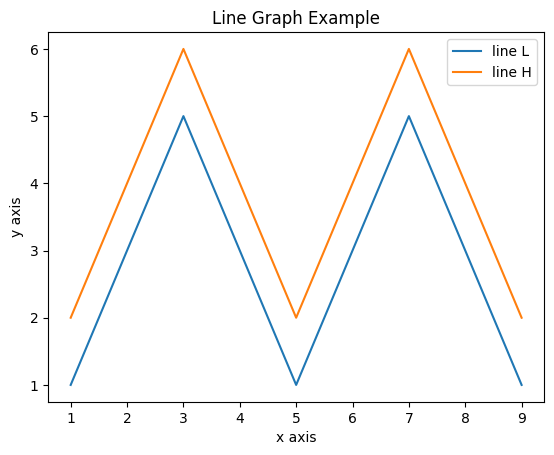 Line Graph Example
line L
line H
y axis
6
5
4
3
2
1
1 2 3 4 5 6 7 8 9
x axis